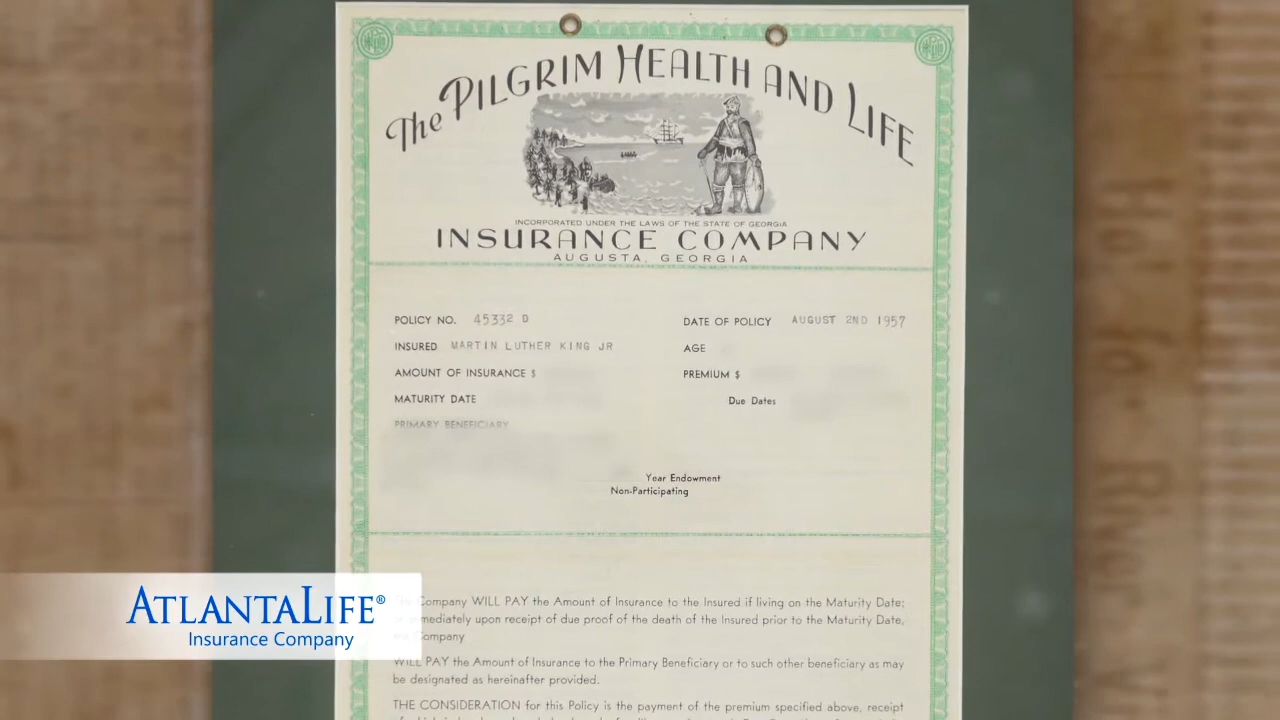 The PILGRIM HEALTH AND LIFE
INCORPORATED UNDER THE LAWS OF THE STATE OF GEORGIA
INSURANCE COMPANY
AUGUSTA, GEORGIA
POLICY NO. 45332 D
DATE OF POLICY AUGUST 2ND 1957
INSURED MARTIN LUTHER KING JR
AGE
AMOUNT OF INSURANCE $
PREMIUM $
MATURITY DATE
Due Dates
PRIMARY BENEFICIARY
Year Endowment
Non-Participating
Company WILL PAY the Amount of Insurance to the Insured if living on the Maturity Date;
immediately upon receipt of due proof of the death of the Insured prior to the Maturity Date,
Company
WILL PAY the Amount of Insurance to the Primary Beneficiary or to such other beneficiary as may
be designated as hereinafter provided.
THE CONSIDERATION for this Policy is the payment of the premium specified above, receipt
ATLANTALIFE®
Insurance Company